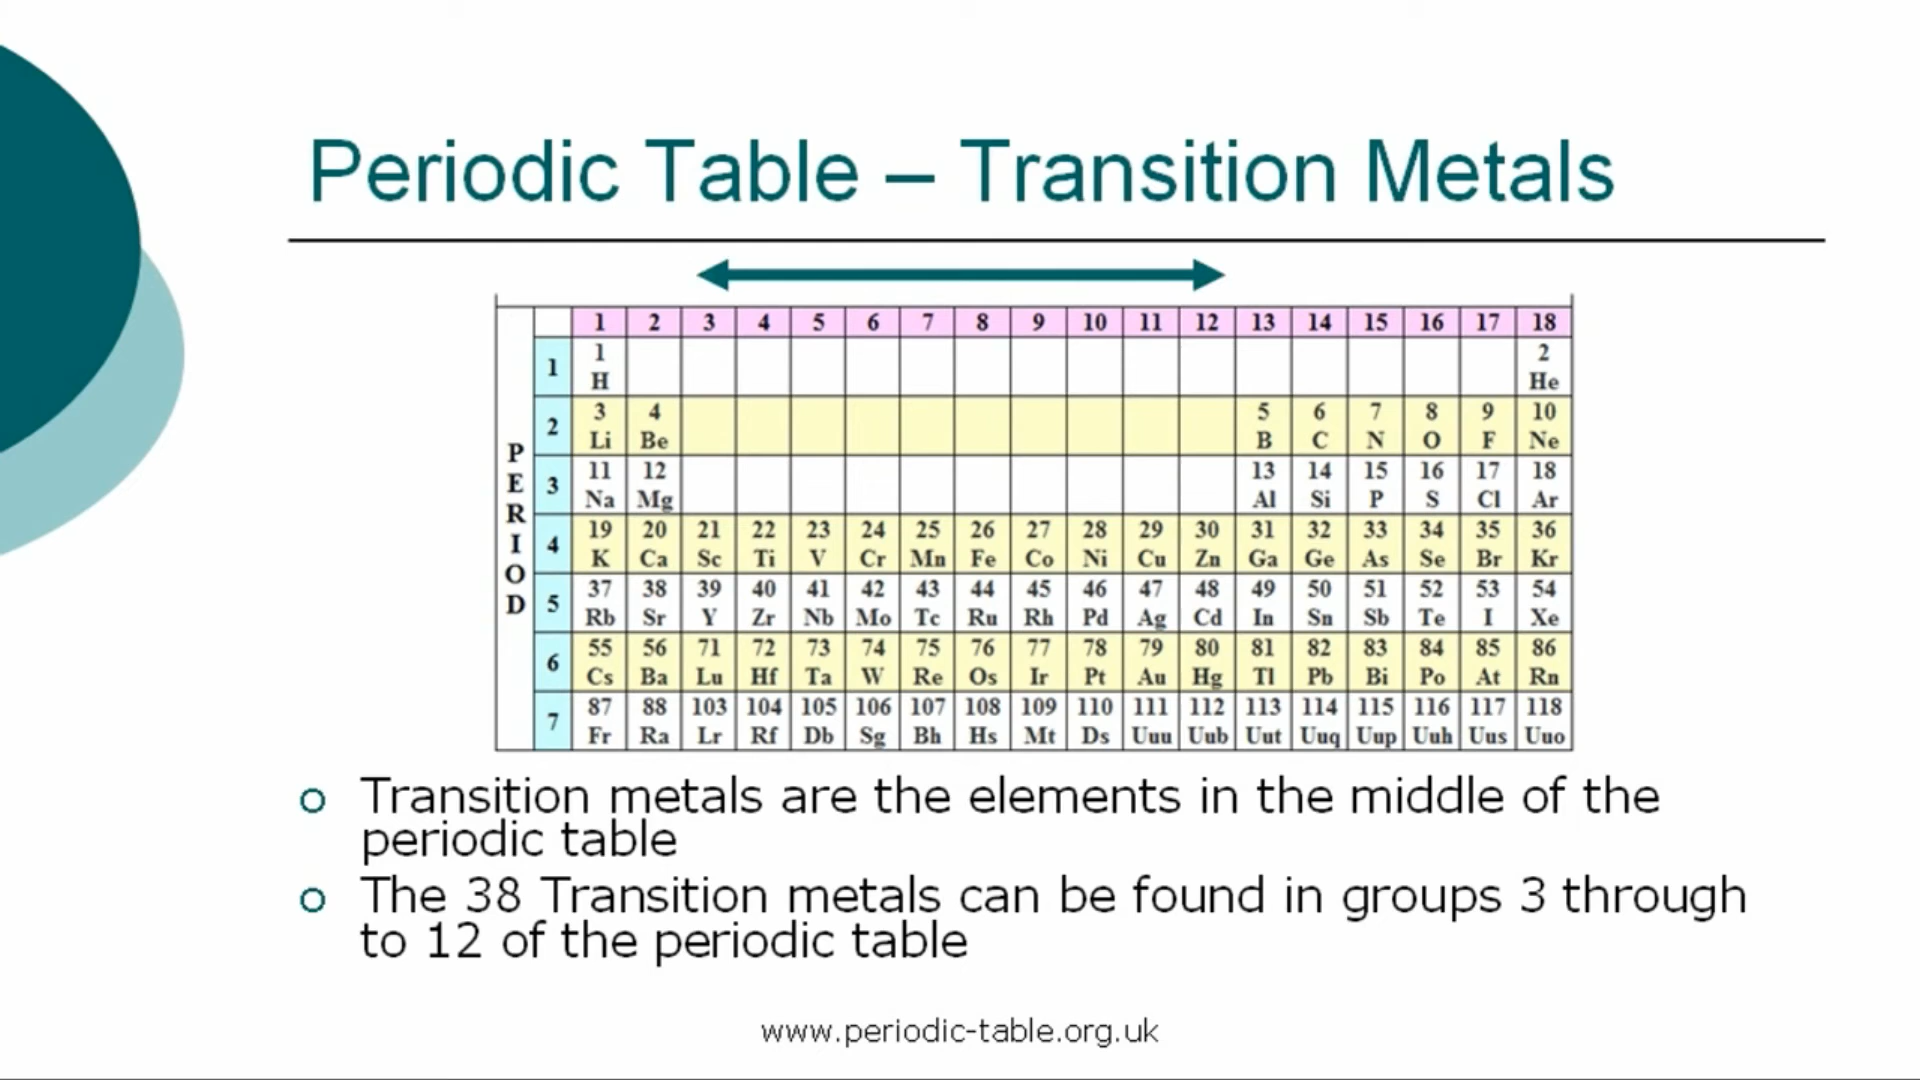 Periodic Table – Transition Metals
1 2 3 4 5 6 7 8 9 10 11 12 13 14 15 16 17 18
PERIOD
1 1 2
H He
2 3 4 5 6 7 8 9 10
Li Be B C N O F Ne
3 11 12 13 14 15 16 17 18
Na Mg Al Si P S Cl Ar
4 19 20 21 22 23 24 25 26 27 28 29 30 31 32 33 34 35 36
K Ca Sc Ti V Cr Mn Fe Co Ni Cu Zn Ga Ge As Se Br Kr
5 37 38 39 40 41 42 43 44 45 46 47 48 49 50 51 52 53 54
Rb Sr Y Zr Nb Mo Tc Ru Rh Pd Ag Cd In Sn Sb Te I Xe
6 55 56 71 72 73 74 75 76 77 78 79 80 81 82 83 84 85 86
Cs Ba Lu Hf Ta W Re Os Ir Pt Au Hg Tl Pb Bi Po At Rn
7 87 88 103 104 105 106 107 108 109 110 111 112 113 114 115 116 117 118
Fr Ra Lr Rf Db Sg Bh Hs Mt Ds Uuu Uub Uut Uuq Uup Uuh Uus Uuo
Transition metals are the elements in the middle of the
periodic table
The 38 Transition metals can be found in groups 3 through
to 12 of the periodic table
www.periodic-table.org.uk